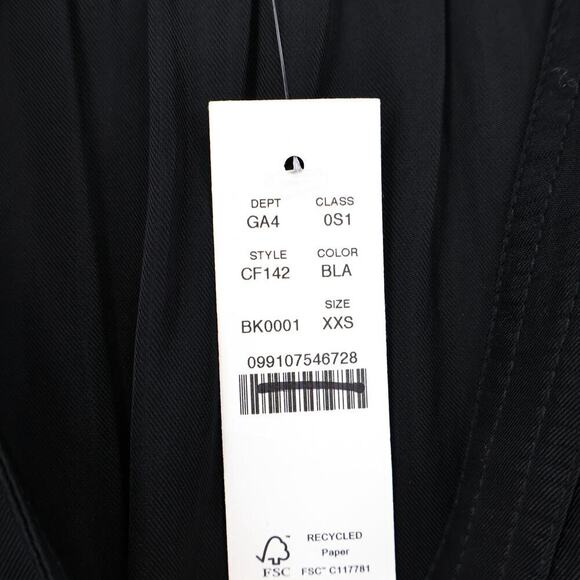 DEPT CLASS
GA4 0S1
STYLE COLOR
CF142 BLA
SIZE
BK0001 XXS
099107546728
RECYCLED
Paper
FSC FSC™ C117781